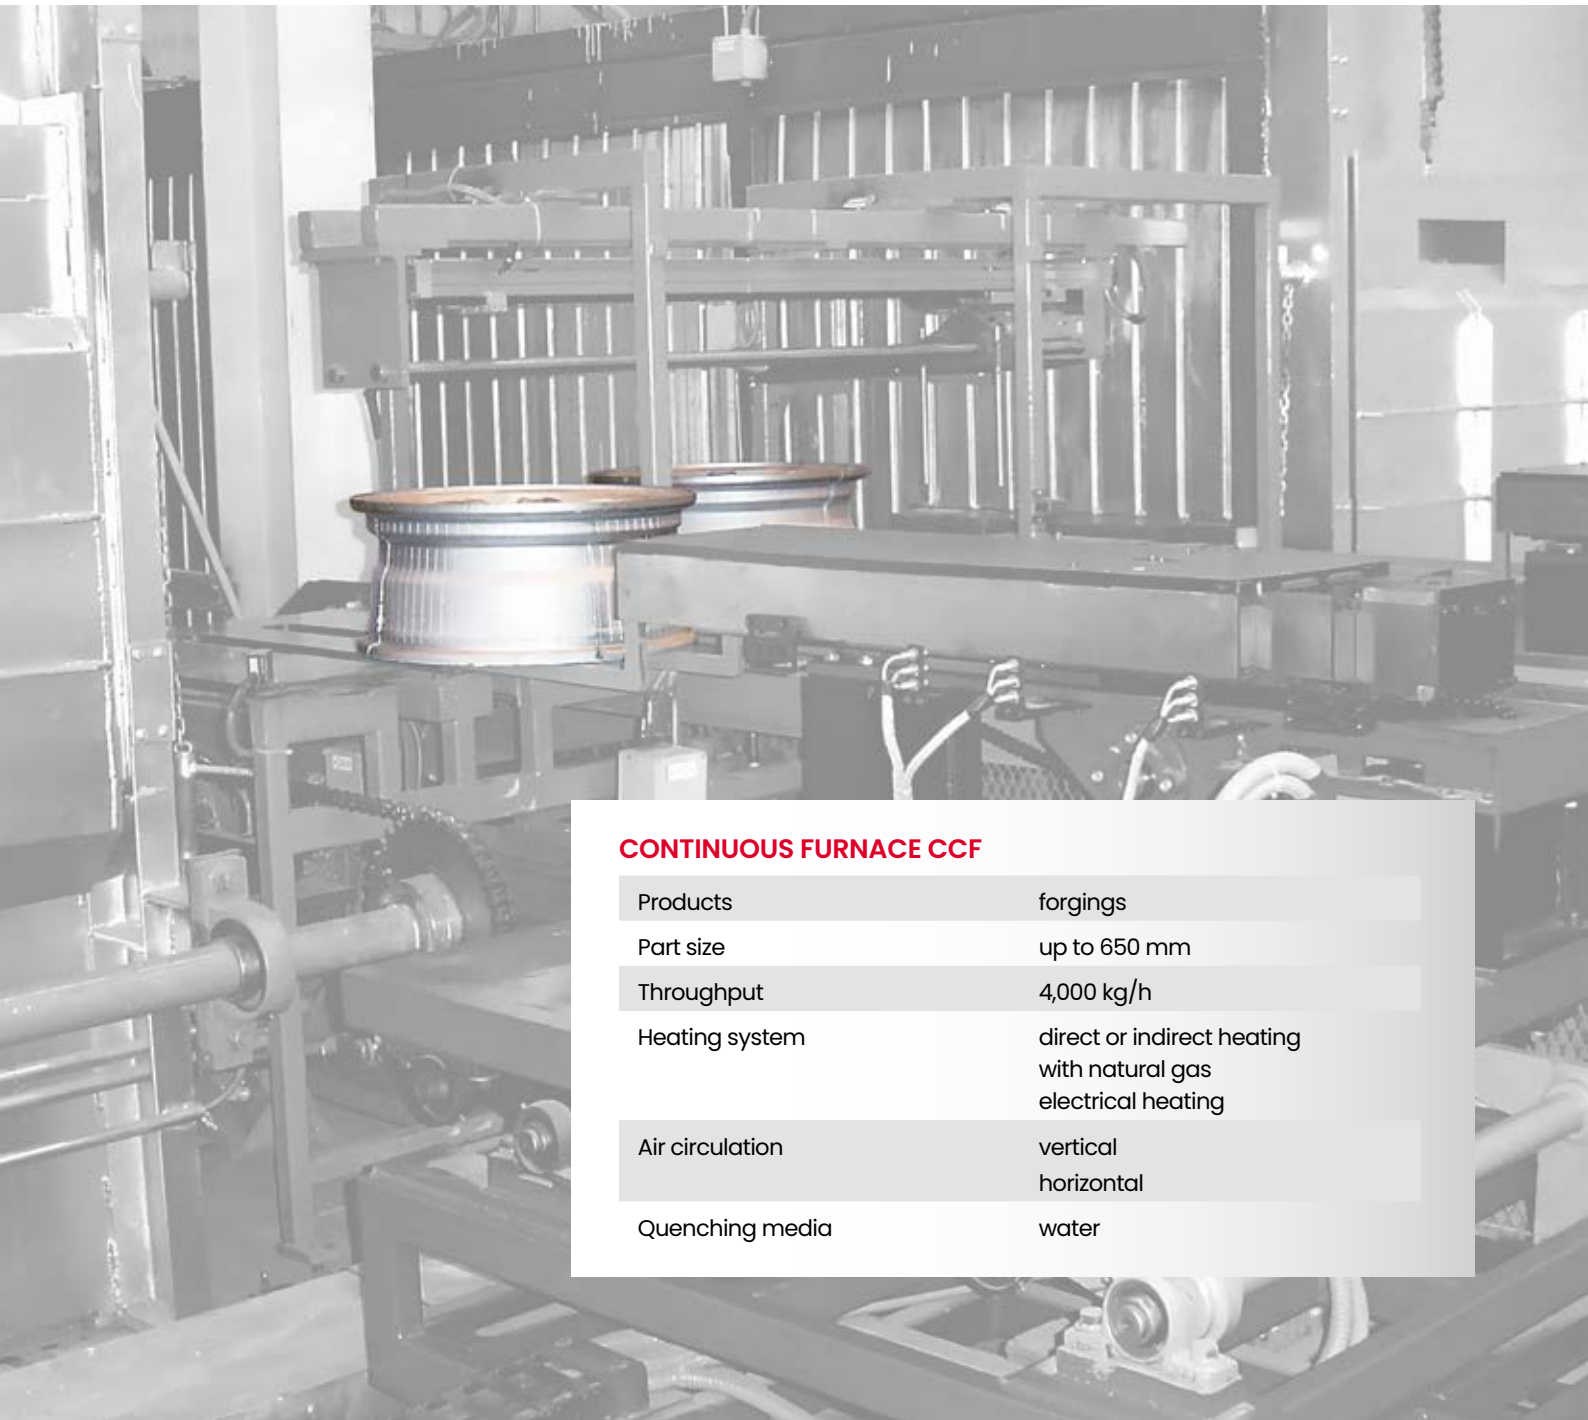 CONTINUOUS FURNACE CCF
Products forgings
Part size up to 650 mm
Throughput 4,000 kg/h
Heating system direct or indirect heating
with natural gas
electrical heating
Air circulation vertical
horizontal
Quenching media water